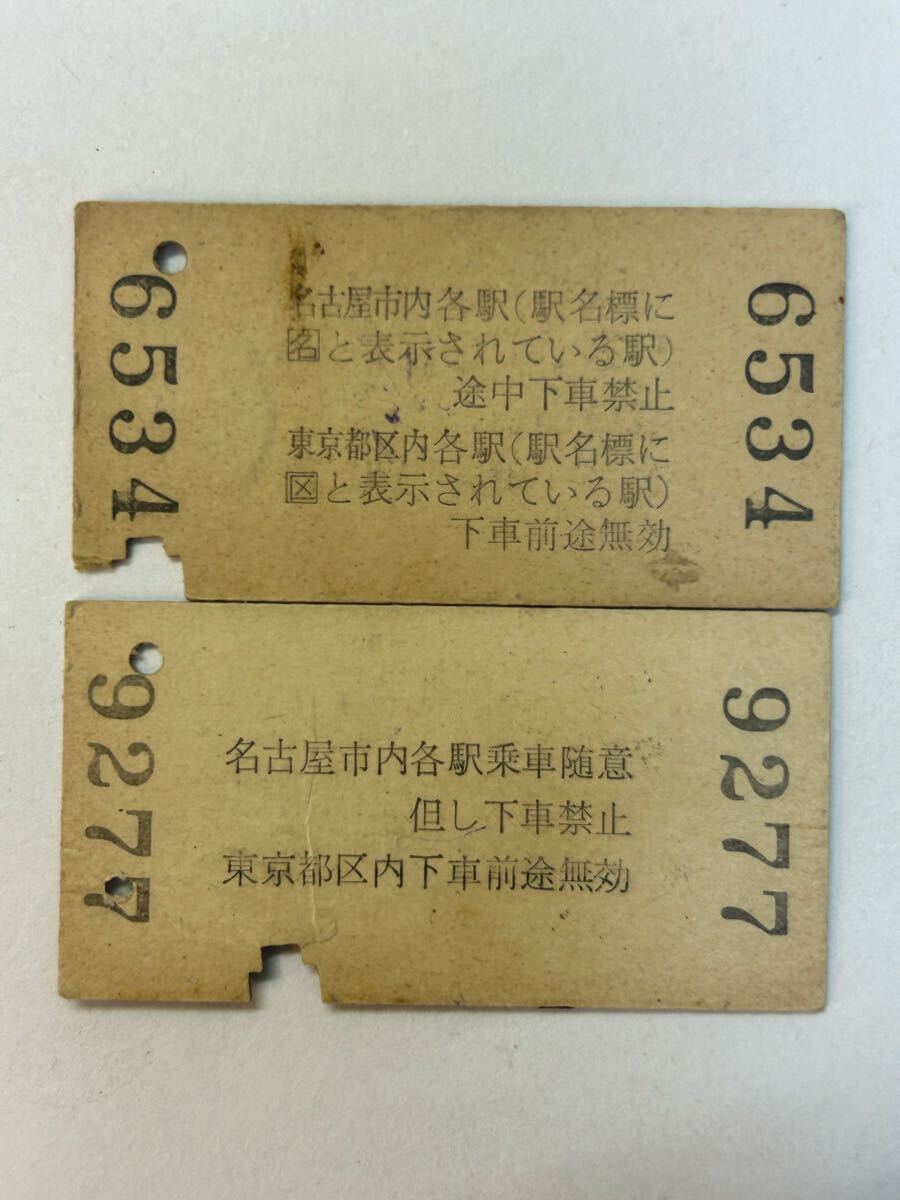 6534
名古屋市内各駅(駅名標に
名と表示されている駅)
途中下車禁止
東京都区内各駅(駅名標に
区と表示されている駅)
下車前途無効
6534
9277
名古屋市内各駅乗車随意
但し下車禁止
東京都区内下車前途無効
9277